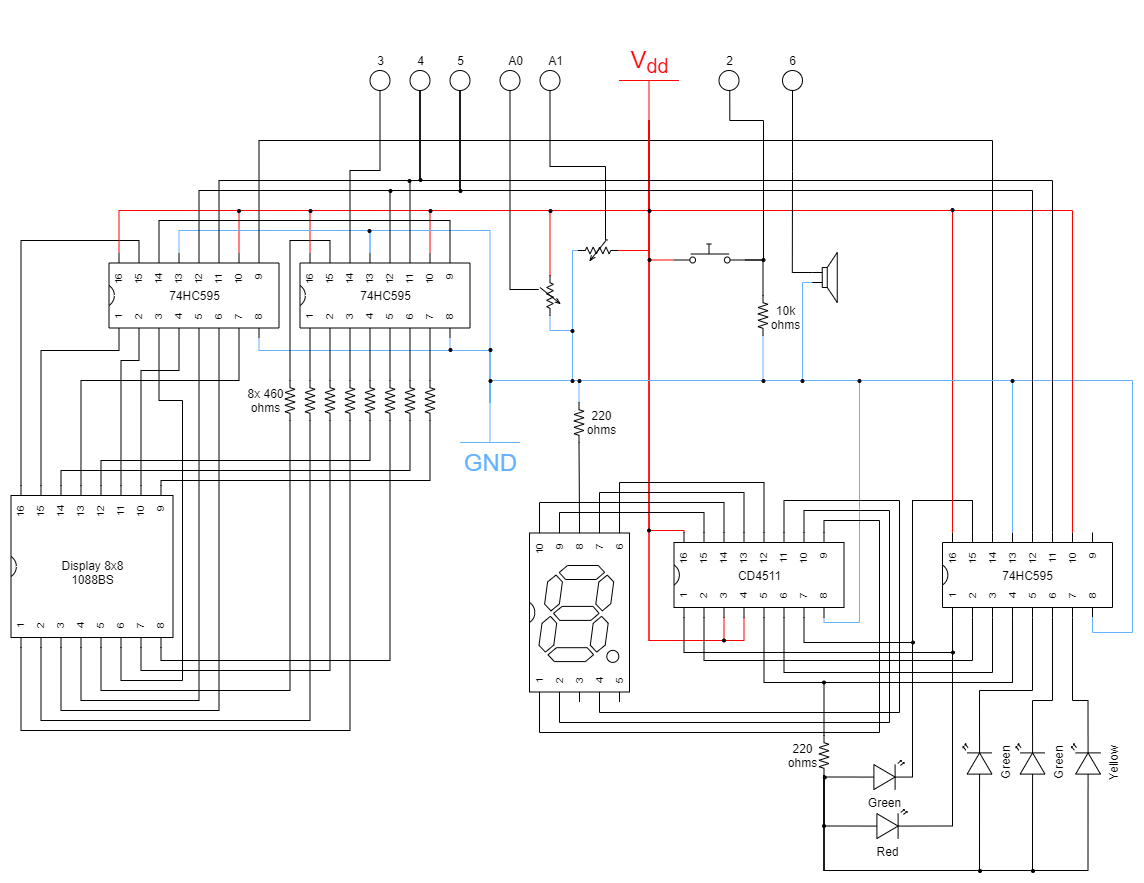 3 4 5 A0 A1 Vdd 2 6
16 15 14 13 12 11 10 9
74HC595
1 2 3 4 5 6 7 8
16 15 14 13 12 11 10 9
74HC595
1 2 3 4 5 6 7 8
10k
ohms
8x 460
ohms
220
ohms
GND
16 15 14 13 12 11 10 9
Display 8x8
1088BS
1 2 3 4 5 6 7 8
10 9 8 7 6
1 2 3 4 5
16 15 14 13 12 11 10 9
CD4511
1 2 3 4 5 6 7 8
16 15 14 13 12 11 10 9
74HC595
1 2 3 4 5 6 7 8
220
ohms
Green
Red
Green
Green
Yellow